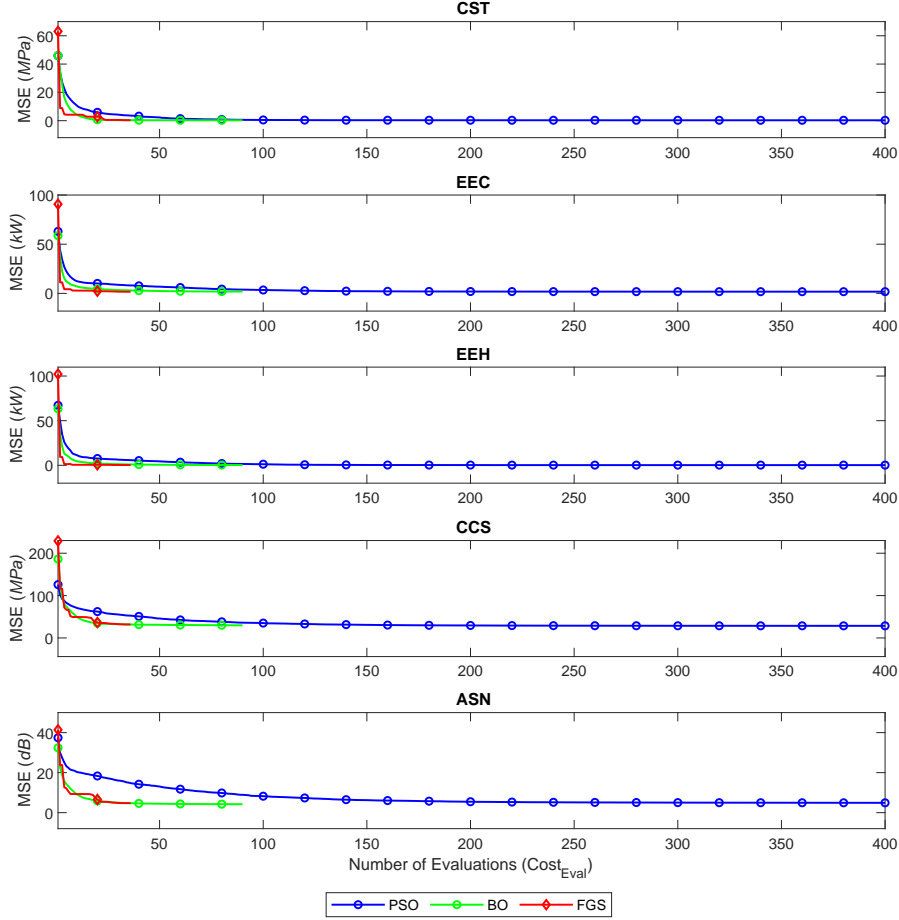 CST
MSE (MPa)
60
40
20
0
50 100 150 200 250 300 350 400
EEC
MSE (kW)
100
50
0
50 100 150 200 250 300 350 400
EEH
MSE (kW)
100
50
0
50 100 150 200 250 300 350 400
CCS
MSE (MPa)
200
100
0
50 100 150 200 250 300 350 400
ASN
MSE (dB)
40
20
0
50 100 150 200 250 300 350 400
Number of Evaluations (Cost_Eval)
PSO BO FGS